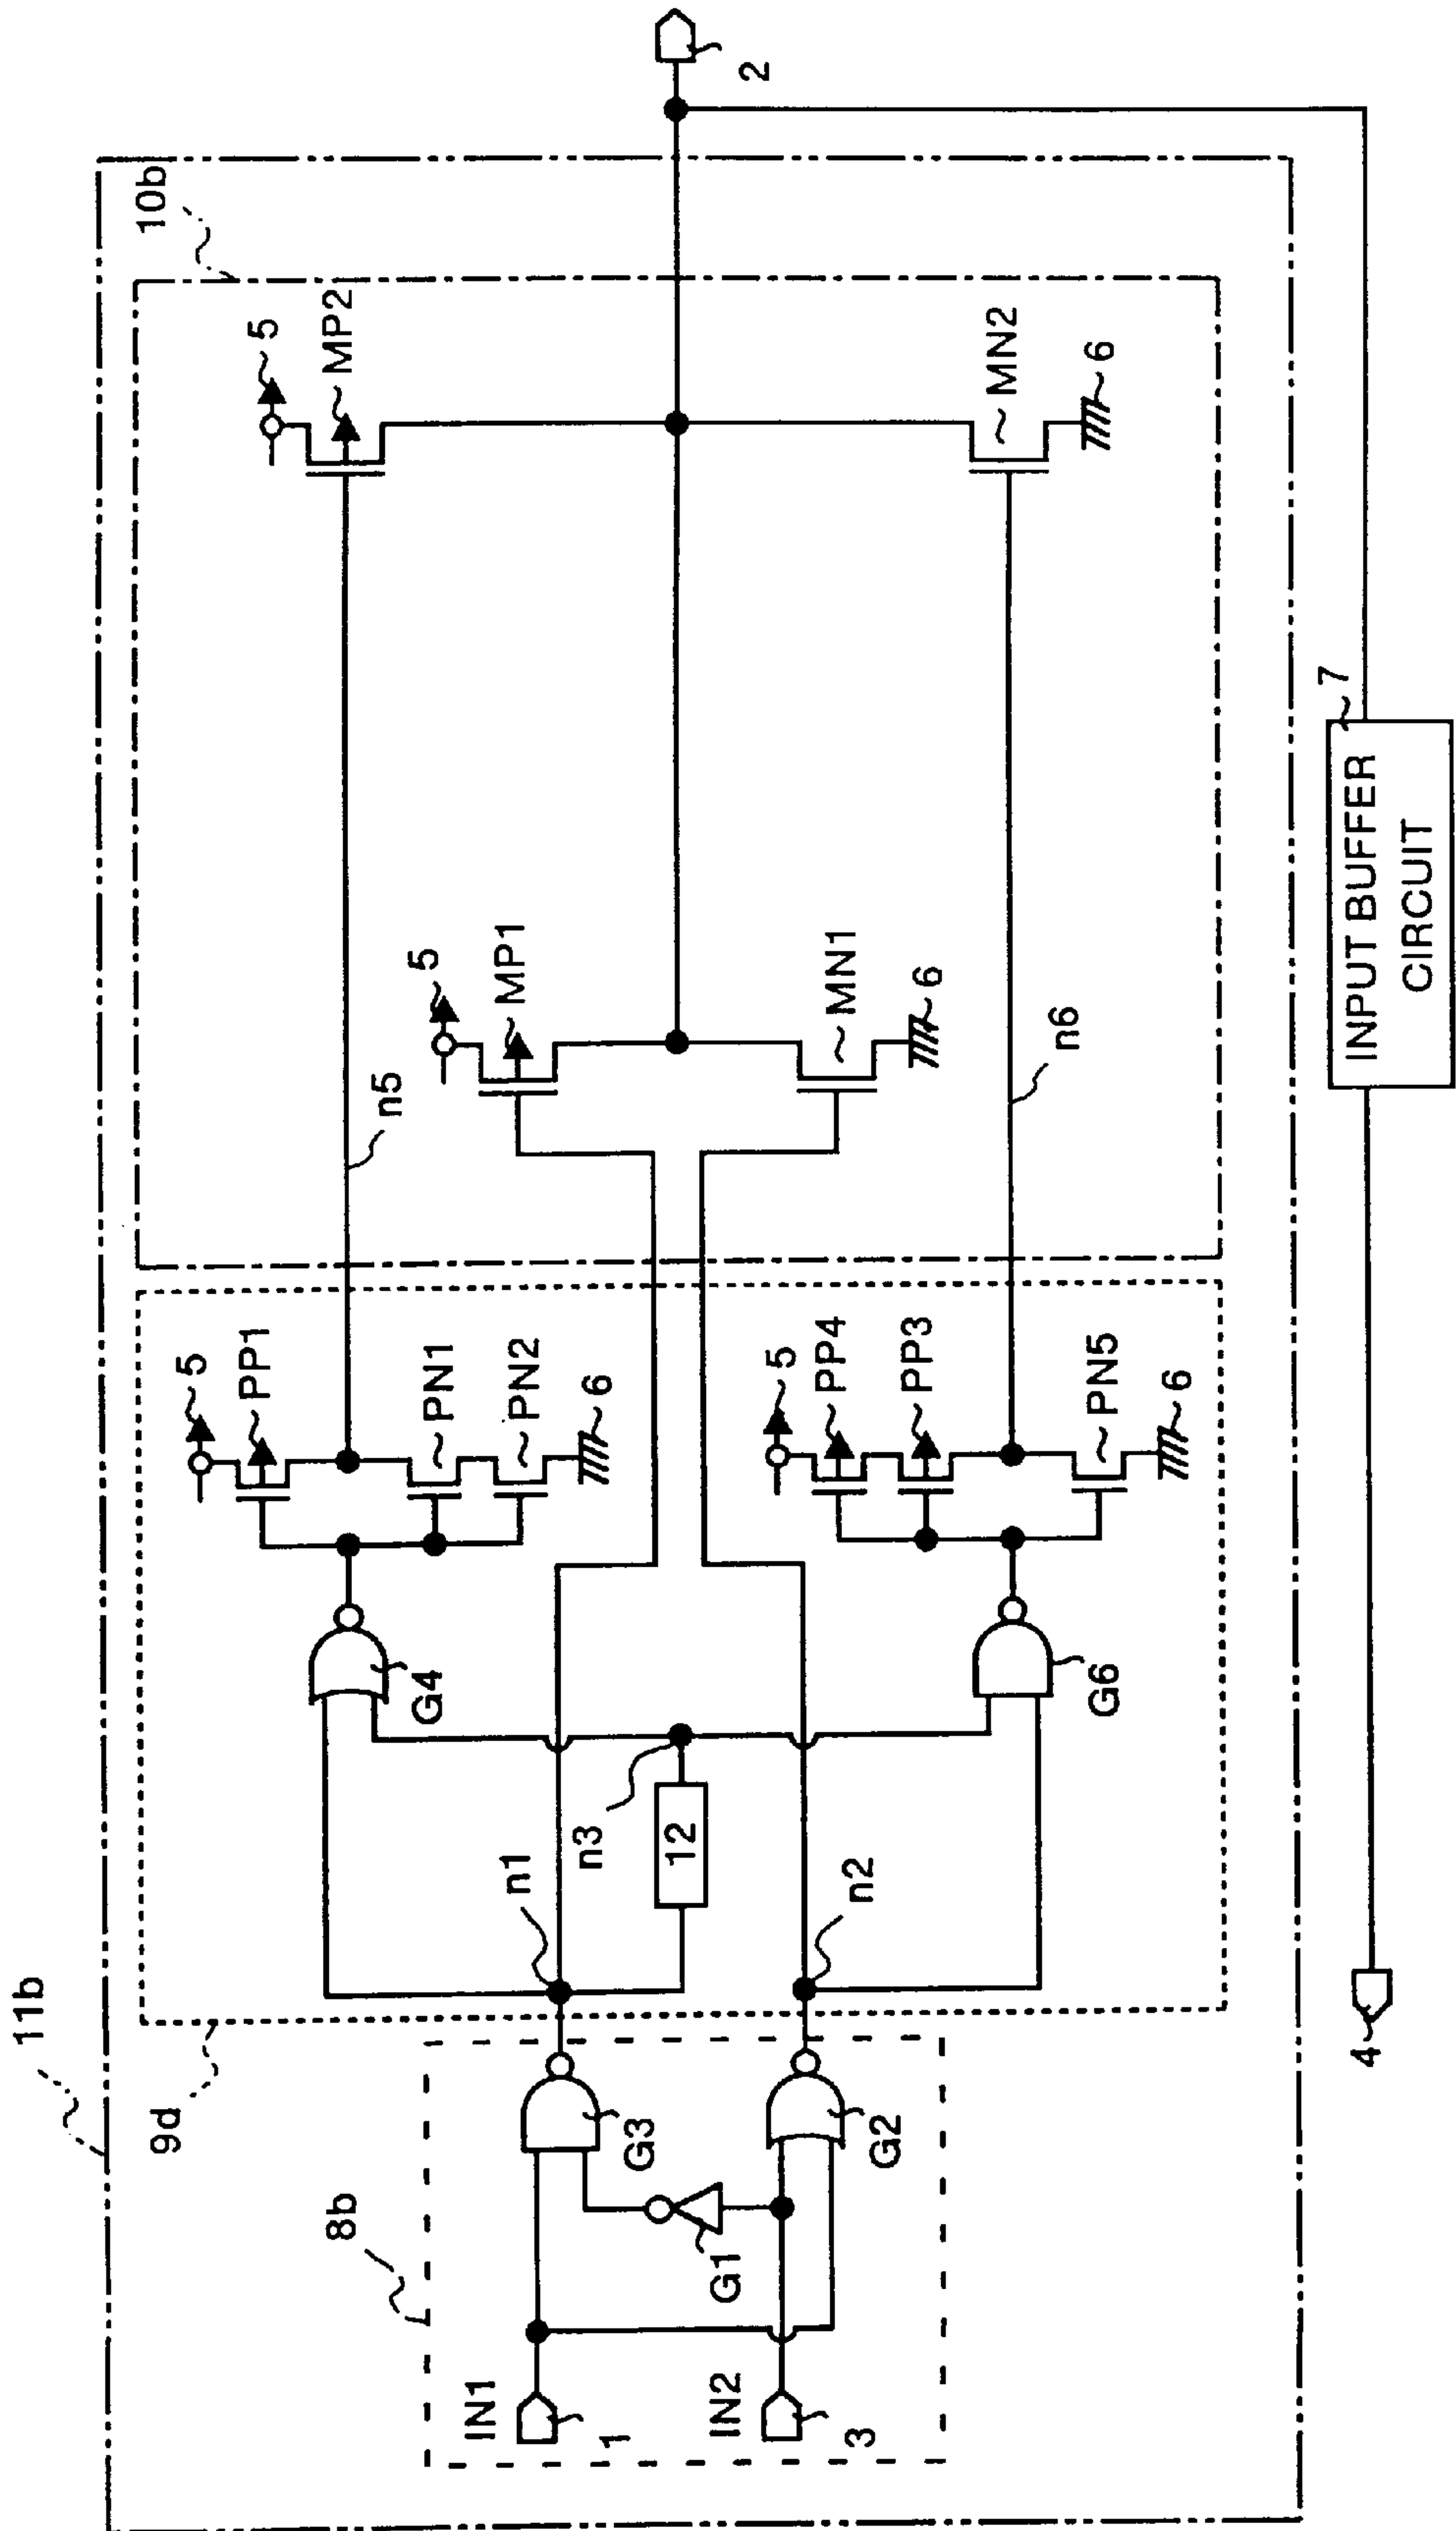 11b
9d
8b
10b
IN1
1
IN2
3
G1
G3
G2
n1
n2
n3
12
G4
G6
5
PP1
PN1
PN2
6
5
PP4
PP3
PN5
6
n5
n6
5
MP1
MN1
6
5
MP2
MN2
6
2
INPUT BUFFER
CIRCUIT
7
4